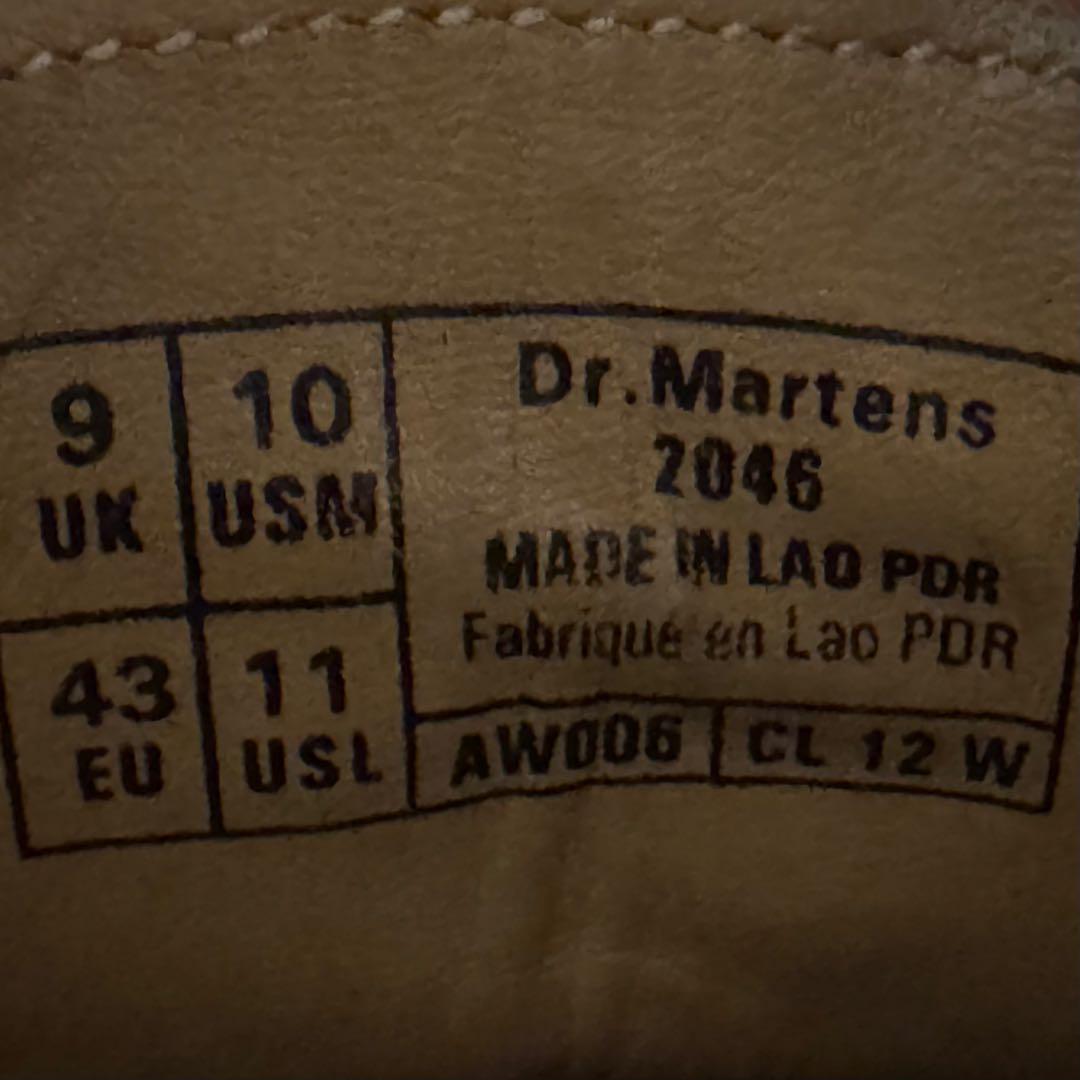 9
UK
10
USM
43
EU
11
USL
Dr.Martens
2046
MADE IN LAO PDR
Fabriqué en Lao PDR
AW006
CL 12 W